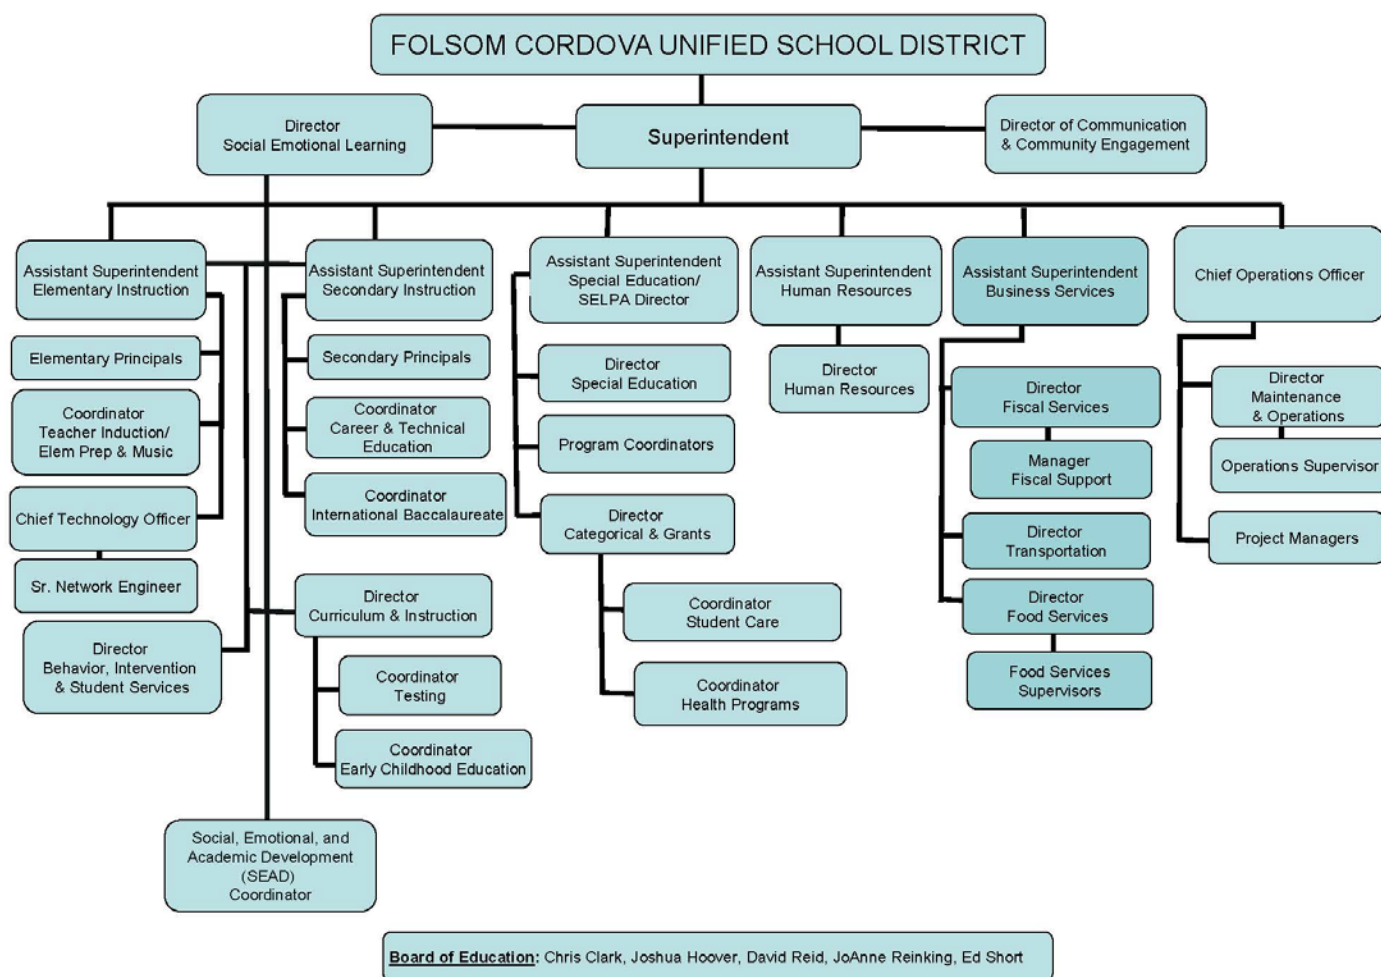 FOLSOM CORDOVA UNIFIED SCHOOL DISTRICT
Director
Social Emotional Learning
Superintendent
Director of Communication
& Community Engagement
Assistant Superintendent
Elementary Instruction
Elementary Principals
Coordinator
Teacher Induction/
Elem Prep & Music
Chief Technology Officer
Sr. Network Engineer
Director
Behavior, Intervention
& Student Services
Assistant Superintendent
Secondary Instruction
Secondary Principals
Coordinator
Career & Technical
Education
Coordinator
International Baccalaureate
Director
Curriculum & Instruction
Coordinator
Testing
Coordinator
Early Childhood Education
Social, Emotional, and
Academic Development
(SEAD)
Coordinator
Assistant Superintendent
Special Education/
SELPA Director
Director
Special Education
Program Coordinators
Director
Categorical & Grants
Coordinator
Student Care
Coordinator
Health Programs
Assistant Superintendent
Human Resources
Director
Human Resources
Assistant Superintendent
Business Services
Director
Fiscal Services
Manager
Fiscal Support
Director
Transportation
Director
Food Services
Food Services
Supervisors
Chief Operations Officer
Director
Maintenance
& Operations
Operations Supervisor
Project Managers
Board of Education: Chris Clark, Joshua Hoover, David Reid, JoAnne Reinking, Ed Short